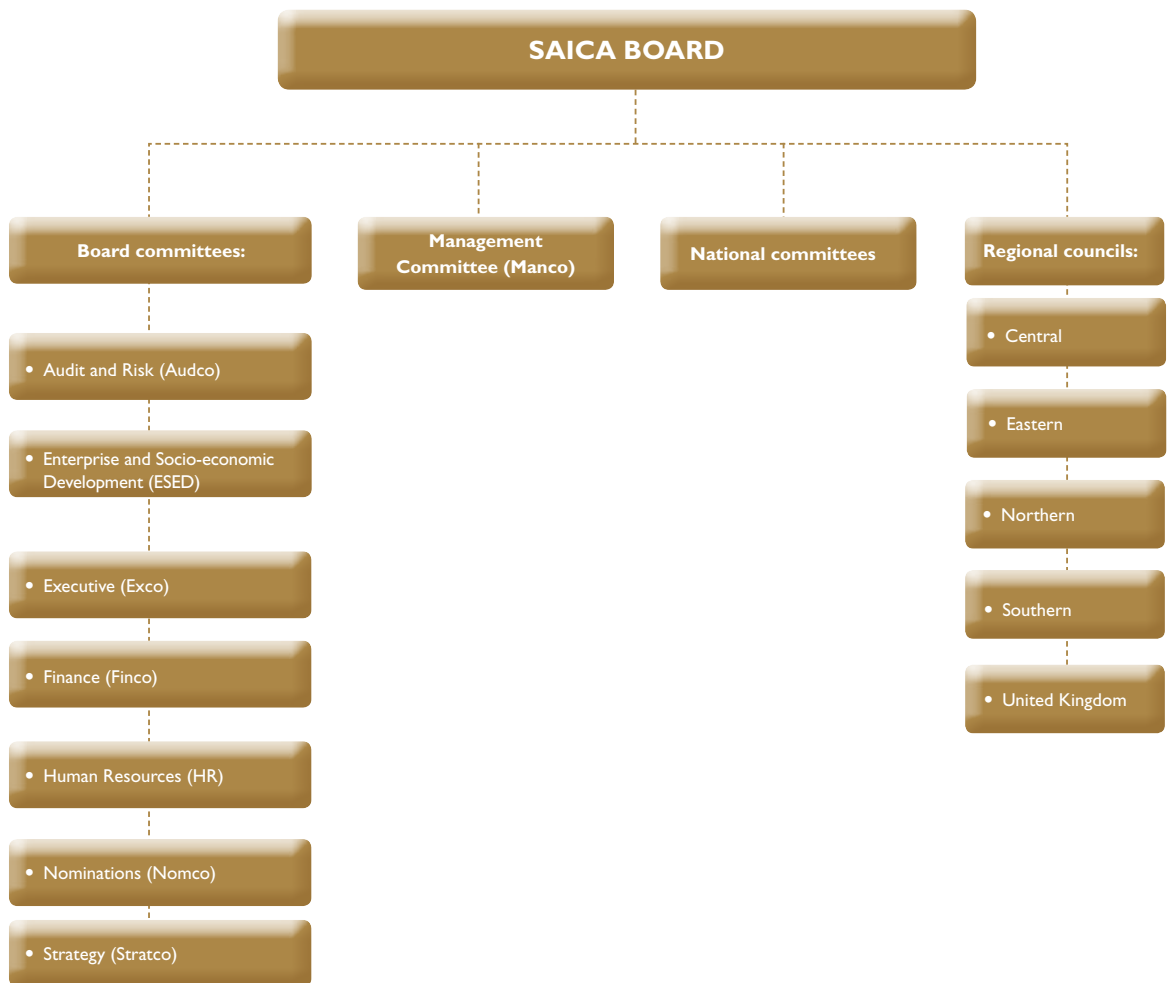 SAICA BOARD
Board committees:
• Audit and Risk (Audco)
• Enterprise and Socio-economic
Development (ESED)
• Executive (Exco)
• Finance (Finco)
• Human Resources (HR)
• Nominations (Nomco)
• Strategy (Stratco)
Management
Committee (Manco)
National committees
Regional councils:
• Central
• Eastern
• Northern
• Southern
• United Kingdom